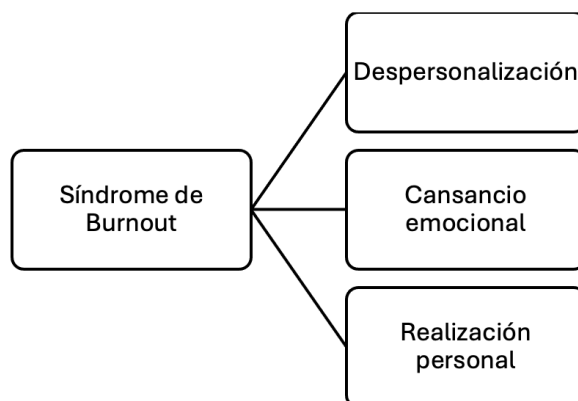 Despersonalización
Síndrome de
Burnout
Cansancio
emocional
Realización
personal